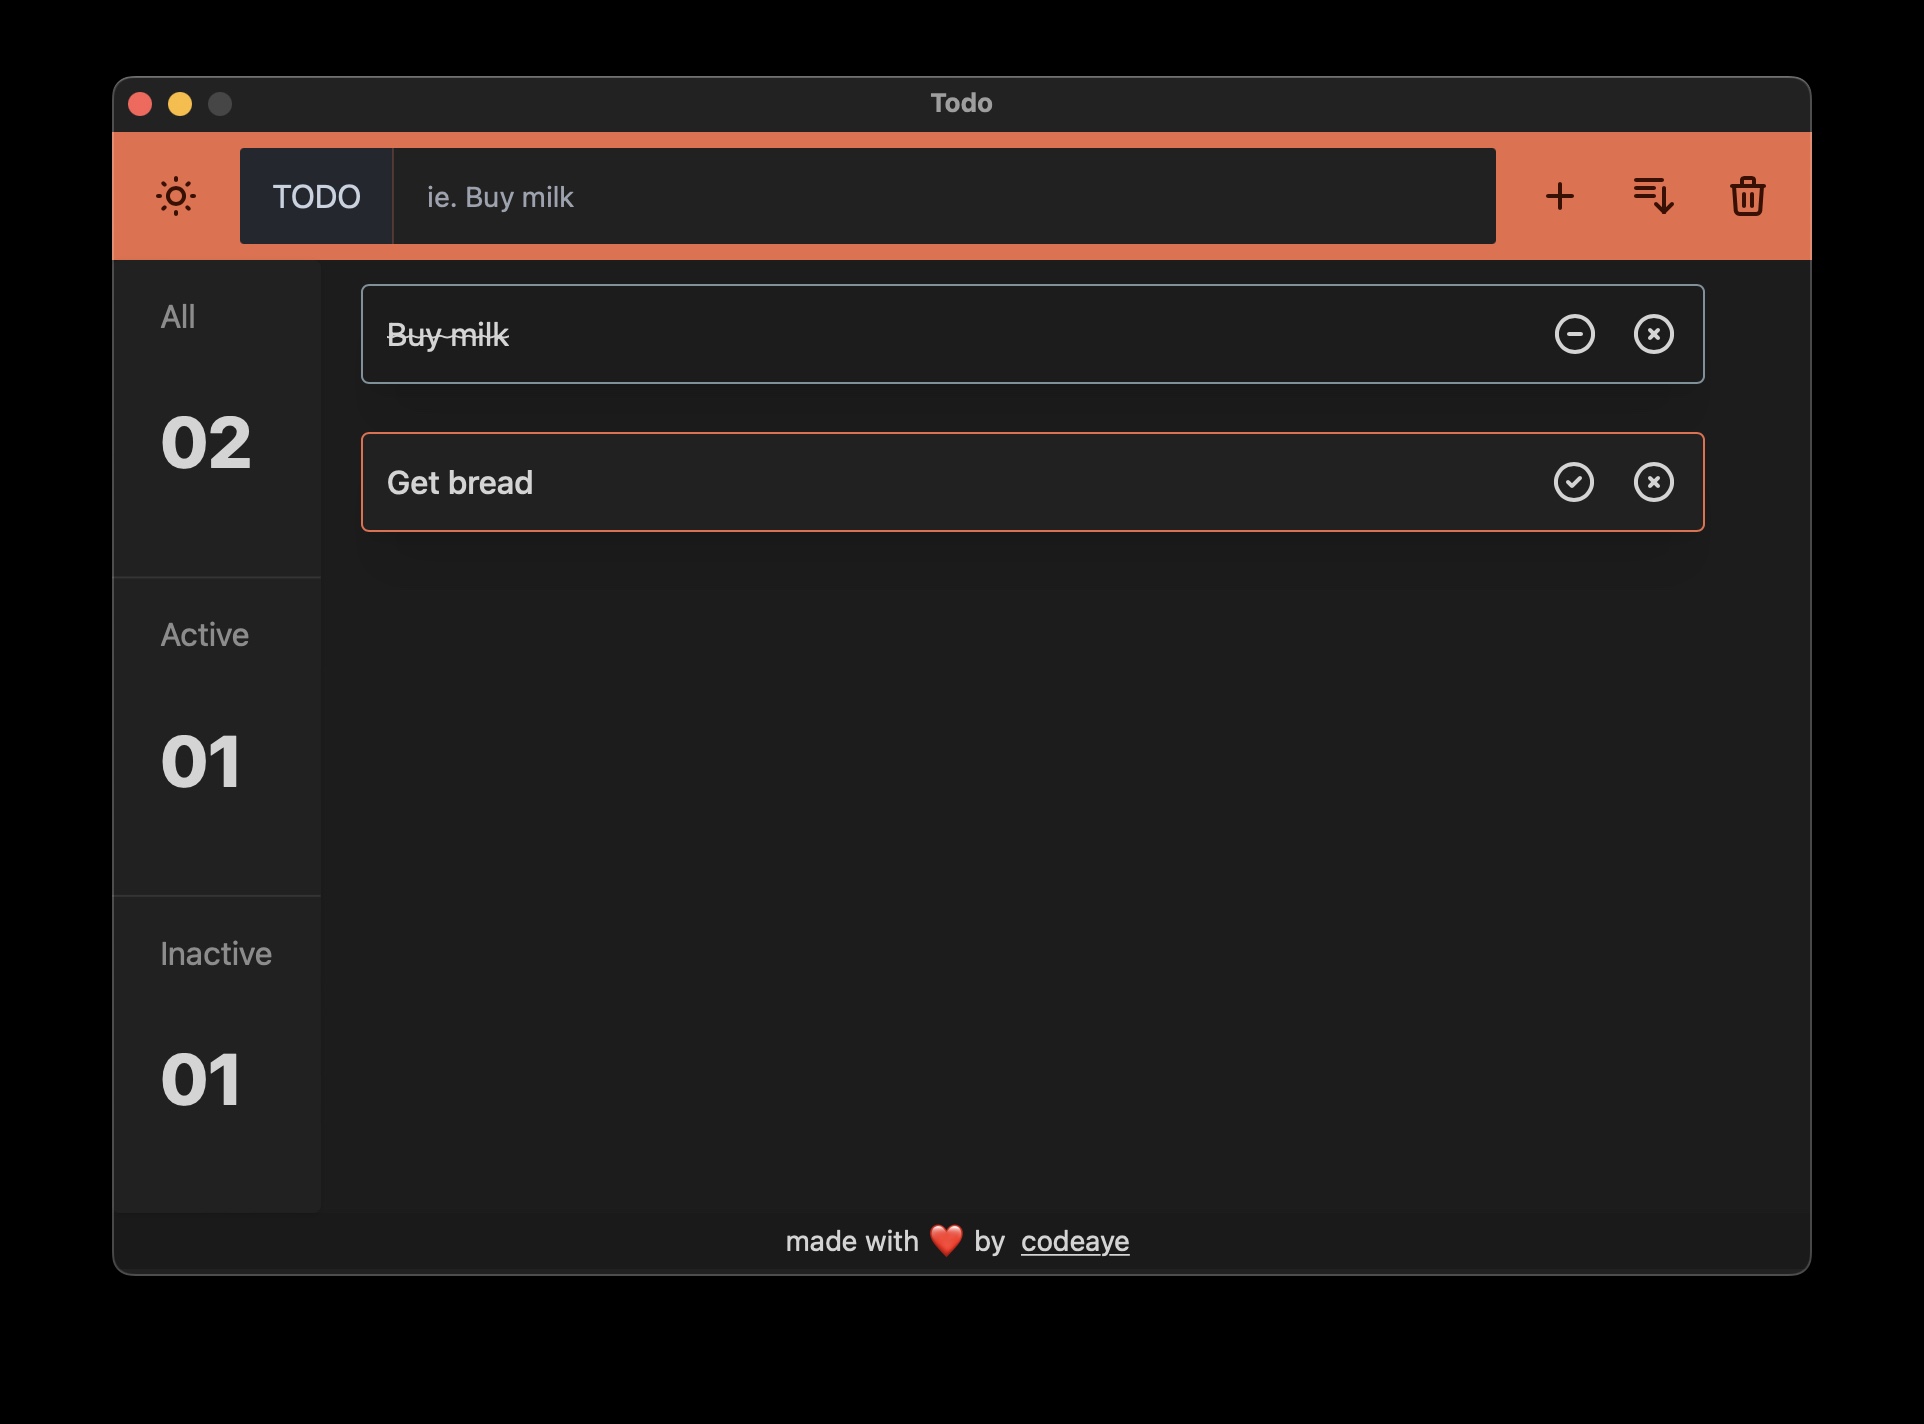 Todo
TODO
ie. Buy milk
All
02
Buy milk
Get bread
Active
01
Inactive
01
made with ❤️ by codeaye